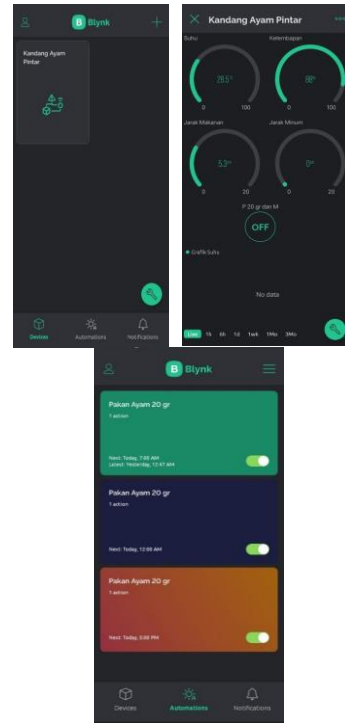 B Blynk
Kandang Ayam
Pintar
Devices
Automations
Notifications
Kandang Ayam Pintar
Suhu
Kelembapan
28.5
88%
0
100
0
100
Jarak Makanan
Jarak Minum
5.3
0
0
20
0
20
P 20 gr dan M
OFF
Grafik Suhu
No data
Live 1h 6h 1d 1wk 1Mo 3Mo
B Blynk
Pakan Ayam 20 gr
1 action
Next: Today, 7:00 AM
Latest: Yesterday, 12:47 AM
Pakan Ayam 20 gr
1 action
Next: Today, 12:00 AM
Pakan Ayam 20 gr
1 action
Next: Today, 5:00 PM
Devices
Automations
Notifications